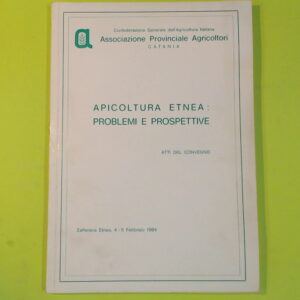 Confederazione Generale dell'Agricoltura Italiana
Associazione Provinciale Agricoltori
CATANIA
APICOLTURA ETNEA:
PROBLEMI E PROSPETTIVE
ATTI DEL CONVEGNO
Zafferana Etnea, 4-5 Febbraio 1984